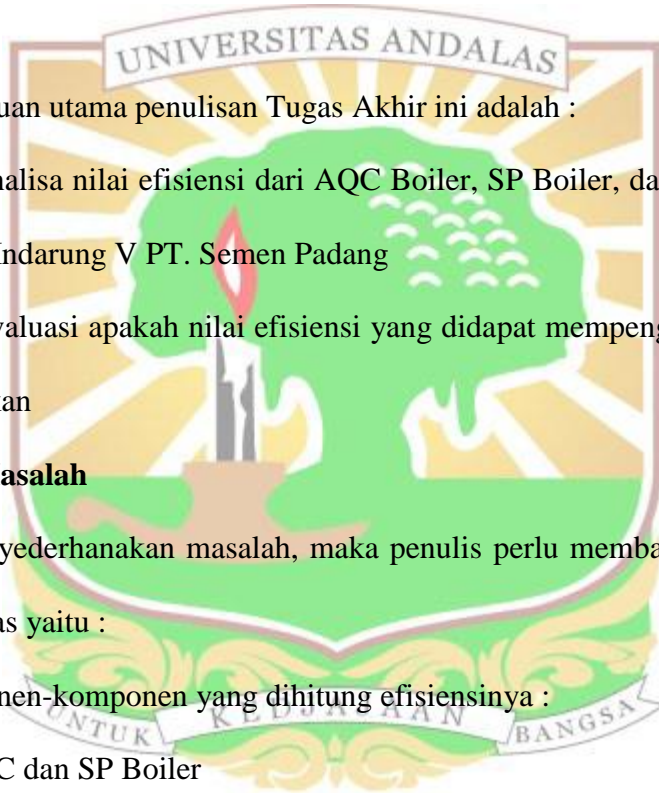 UNIVERSITAS ANDALAS
uan utama penulisan Tugas Akhir ini adalah :
nalisa nilai efisiensi dari AQC Boiler, SP Boiler, da
Indarung V PT. Semen Padang
valuasi apakah nilai efisiensi yang didapat mempeng
kan
asalah
yederhanakan masalah, maka penulis perlu memba
as yaitu :
nen-komponen yang dihitung efisiensinya :
UNTUK KEDJAJAAN BANGSA
C dan SP Boiler